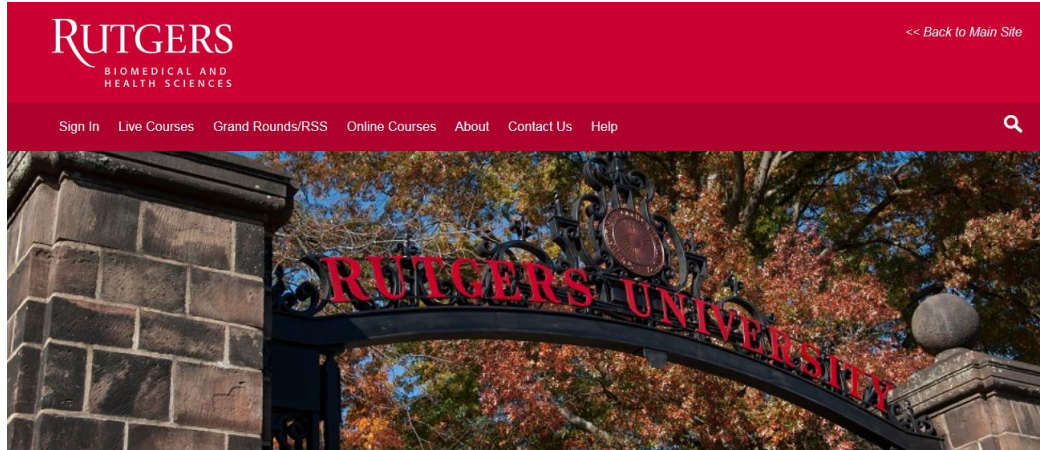 RUTGERS
BIOMEDICAL AND
HEALTH SCIENCES
<< Back to Main Site
Sign In Live Courses Grand Rounds/RSS Online Courses About Contact Us Help
RUTGERS UNIVERSITY